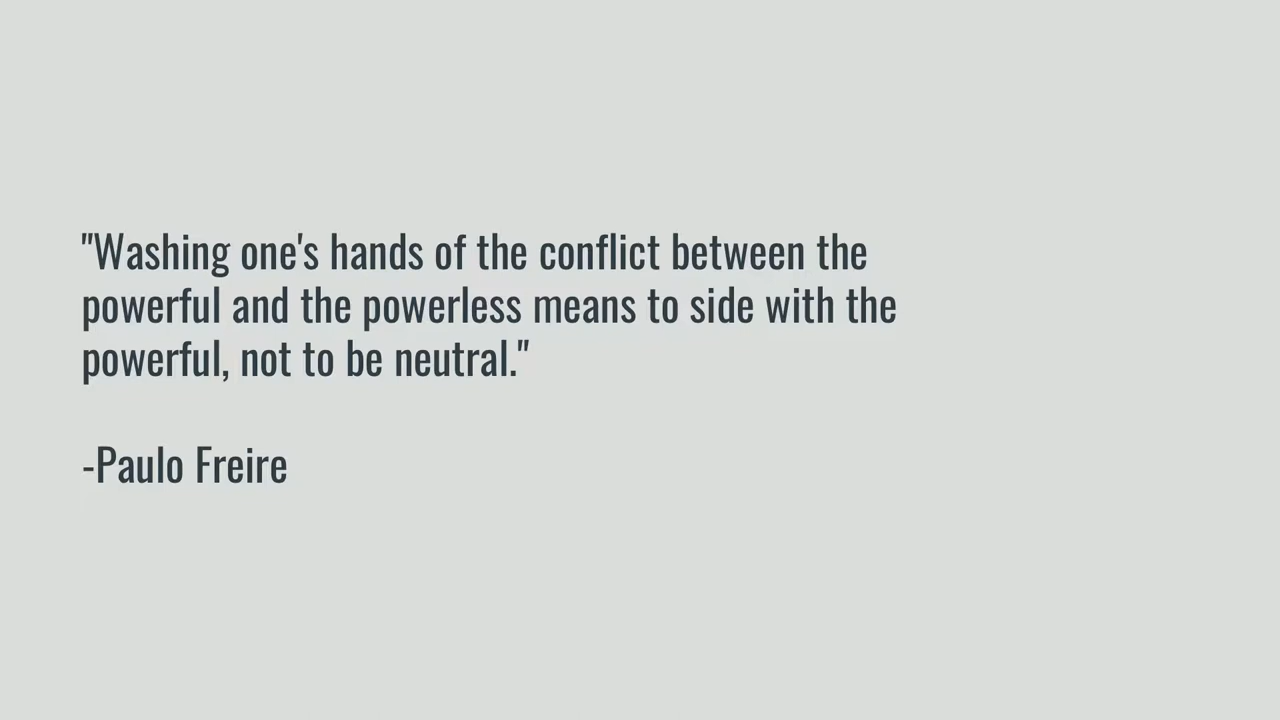 "Washing one's hands of the conflict between the
powerful and the powerless means to side with the
powerful, not to be neutral."
-Paulo Freire